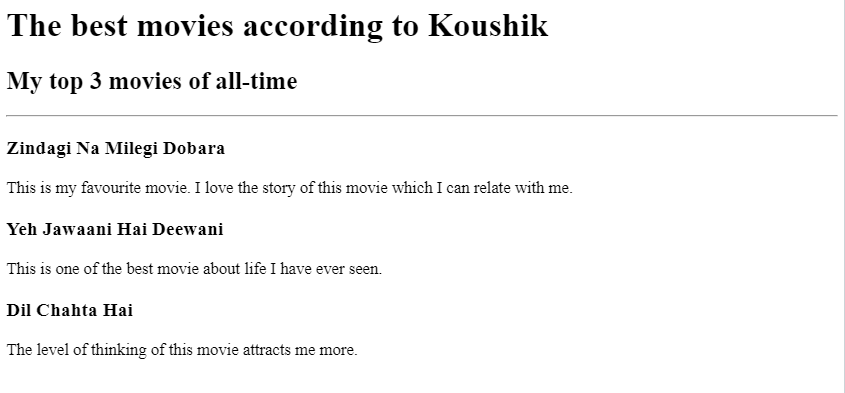 The best movies according to Koushik
My top 3 movies of all-time
Zindagi Na Milegi Dobara
This is my favourite movie. I love the story of this movie which I can relate with me.
Yeh Jawaani Hai Deewani
This is one of the best movie about life I have ever seen.
Dil Chahta Hai
The level of thinking of this movie attracts me more.